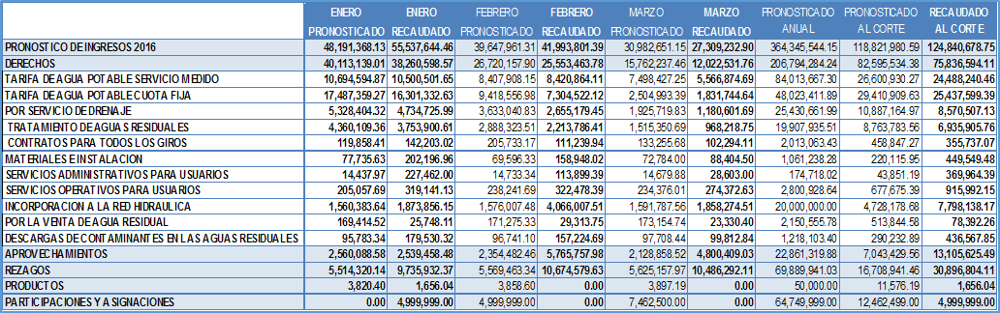 ENERO ENERO FEBRERO FEBRERO MARZO MARZO PRONOSTICADO PRONOSTICADO RECAUDADO
PRONOSTICADO RECAUDADO PRONOSTICADO RECAUDADO PRONOSTICADO RECAUDADO ANUAL AL CORTE AL CORTE
PRONOSTICO DE INGRESOS 2016 48,191,368.13 55,537,644.46 39,647,961.31 41,993,801.39 30,982,651.15 27,309,232.90 364,345,544.15 118,821,980.59 124,840,678.75
DERECHOS 40,113,139.01 38,260,598.57 26,720,157.90 25,553,463.78 15,762,237.46 12,022,531.76 206,794,284.24 82,595,534.38 75,836,594.11
TARIFA DE AGUA POTABLE SERVICIO MEDIDO 10,694,594.87 10,500,501.65 8,407,908.15 8,420,864.11 7,498,427.25 5,566,874.69 84,013,667.30 26,600,930.27 24,488,240.46
TARIFA DE AGUA POTABLE CUOTA FIJA 17,487,359.27 16,301,332.63 9,418,556.98 7,304,522.12 2,504,993.39 1,831,744.64 48,023,411.89 29,410,909.63 25,437,599.39
POR SERVICIO DE DRENAJE 5,328,404.32 4,734,725.99 3,633,040.83 2,655,179.45 1,925,719.83 1,180,601.69 25,430,661.99 10,887,164.97 8,570,507.13
TRATAMIENTO DE AGUAS RESIDUALES 4,360,109.36 3,753,900.61 2,888,323.51 2,213,786.41 1,515,350.69 968,218.75 19,907,935.51 8,763,783.56 6,935,905.76
CONTRATOS PARA TODOS LOS GIROS 119,858.41 142,203.02 205,733.17 111,239.94 133,255.68 102,294.11 2,013,063.43 458,847.27 355,737.07
MATERIALES E INSTALACION 77,735.63 202,196.96 69,596.33 158,948.02 72,784.00 88,404.50 1,061,238.28 220,115.95 449,549.48
SERVICIOS ADMINISTRATIVOS PARA USUARIOS 14,437.97 227,462.00 14,733.34 113,899.39 14,679.88 28,603.00 174,718.02 43,851.19 369,964.39
SERVICIOS OPERATIVOS PARA USUARIOS 205,057.69 319,141.13 238,241.69 322,478.39 234,376.01 274,372.63 2,800,928.64 677,675.39 915,992.15
INCORPORACION A LA RED HIDRAULICA 1,560,383.64 1,873,856.15 1,576,007.48 4,066,007.51 1,591,787.56 1,858,274.51 20,000,000.00 4,728,178.68 7,798,138.17
POR LA VENTA DE AGUA RESIDUAL 169,414.52 25,748.11 171,275.33 29,313.75 173,154.74 23,330.40 2,150,555.78 513,844.58 78,392.26
DESCARGAS DE CONTAMINANTES EN LAS AGUAS RESIDUALES 95,783.34 179,530.32 96,741.10 157,224.69 97,708.44 99,812.84 1,218,103.40 290,232.89 436,567.85
APROVECHAMIENTOS 2,560,088.58 2,539,458.48 2,354,482.46 5,765,757.98 2,128,858.52 4,800,409.03 22,861,319.88 7,043,429.56 13,105,625.49
REZAGOS 5,514,320.14 9,735,932.37 5,569,463.34 10,674,579.63 5,625,157.97 10,486,292.11 69,889,941.03 16,708,941.46 30,896,804.11
PRODUCTOS 3,820.40 1,656.04 3,858.60 0.00 3,897.19 0.00 50,000.00 11,576.19 1,656.04
PARTICIPACIONES Y ASIGNACIONES 0.00 4,999,999.00 4,999,999.00 0.00 7,462,500.00 0.00 64,749,999.00 12,462,499.00 4,999,999.00